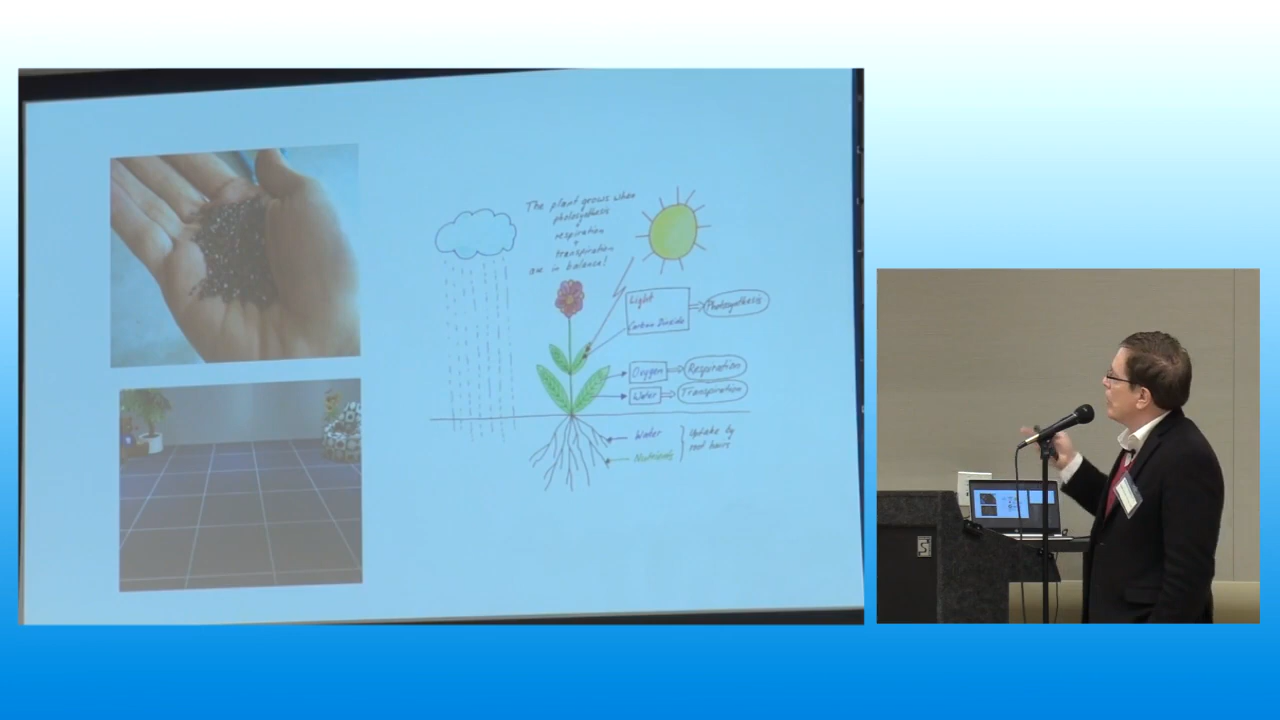 The plant grows when
photosynthesis
+
respiration
+
transpiration
are in balance!
Light
Carbon Dioxide
Photosynthesis
Oxygen
Respiration
Water
Transpiration
Water
Nutrients
Uptake by
root hairs